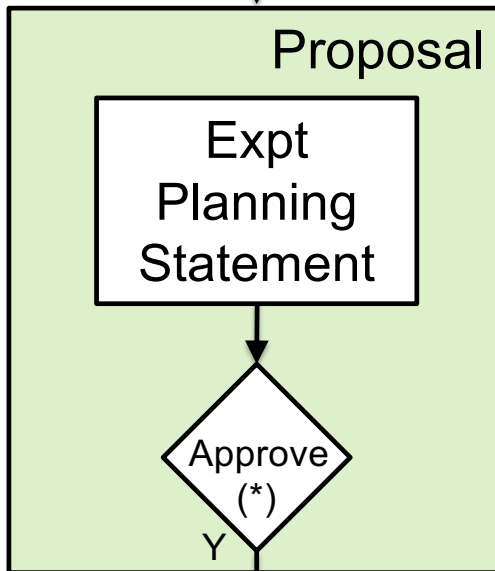 Proposal
Expt
Planning
Statement
Approve
(*)
Y